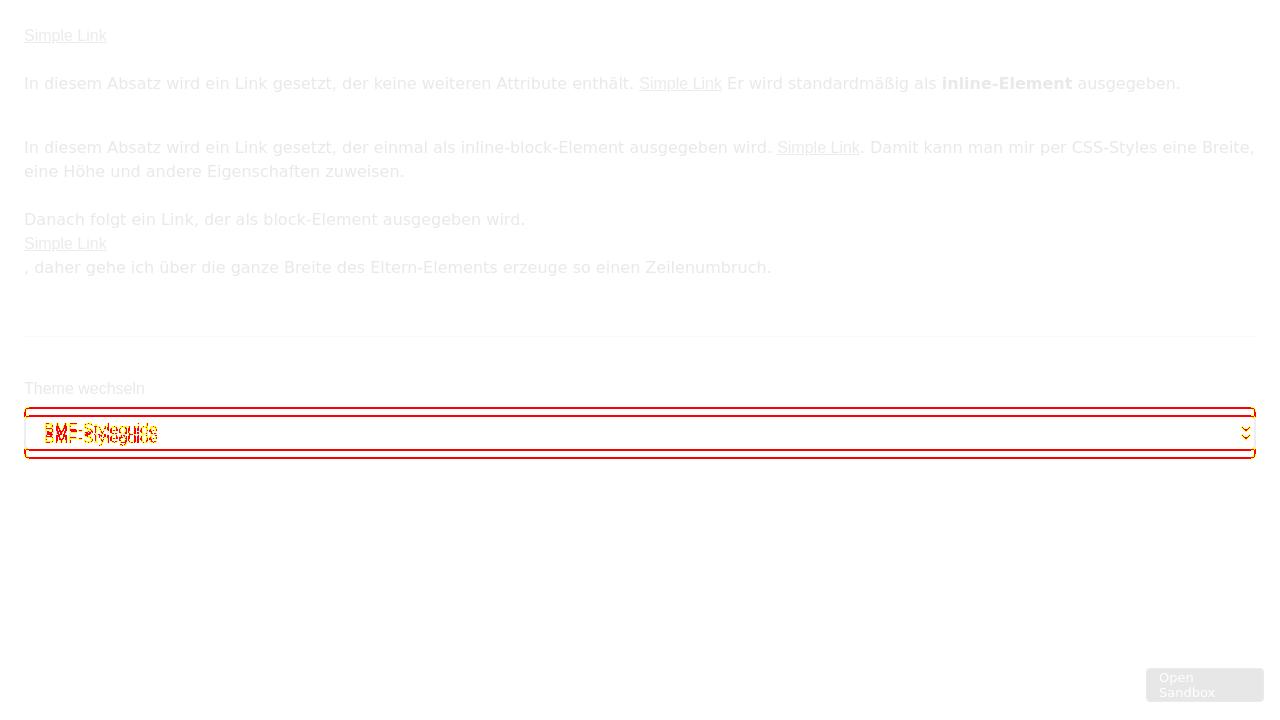 Simple Link
In diesem Absatz wird ein Link gesetzt, der keine weiteren Attribute enthält. Simple Link Er wird standardmäßig als inline-Element ausgegeben.
In diesem Absatz wird ein Link gesetzt, der einmal als inline-block-Element ausgegeben wird. Simple Link. Damit kann man mir per CSS-Styles eine Breite,
eine Höhe und andere Eigenschaften zuweisen.
Danach folgt ein Link, der als block-Element ausgegeben wird.
Simple Link
, daher gehe ich über die ganze Breite des Eltern-Elements erzeuge so einen Zeilenumbruch.
Theme wechseln
BMF-Styleguide
BMF-Styleguide
Open
Sandbox